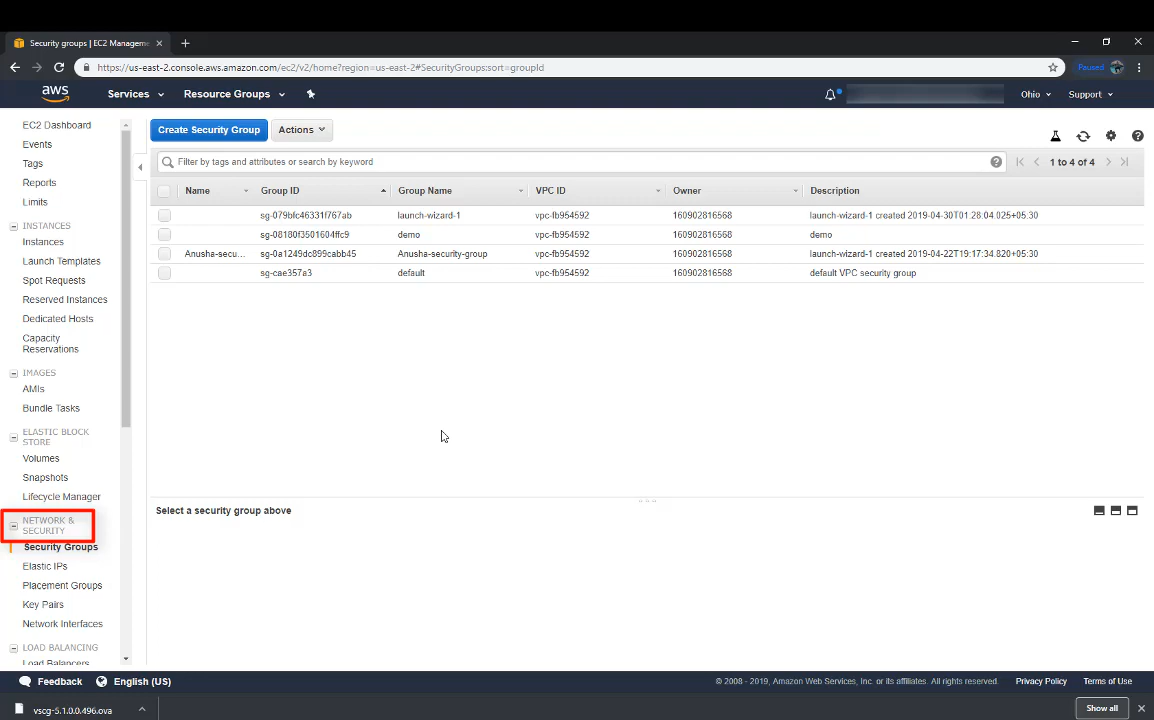 Security groups | EC2 Manageme
https://us-east-2.console.aws.amazon.com/ec2/v2/home?region=us-east-2#SecurityGroups:sort=groupId
Paused
aws
Services
Resource Groups
Ohio
Support
EC2 Dashboard
Events
Tags
Reports
Limits
INSTANCES
Instances
Launch Templates
Spot Requests
Reserved Instances
Dedicated Hosts
Capacity
Reservations
IMAGES
AMIs
Bundle Tasks
ELASTIC BLOCK
STORE
Volumes
Snapshots
Lifecycle Manager
NETWORK &
SECURITY
Security Groups
Elastic IPs
Placement Groups
Key Pairs
Network Interfaces
LOAD BALANCING
Load Balancers
Create Security Group
Actions
Filter by tags and attributes or search by keyword
1 to 4 of 4
Name Group ID Group Name VPC ID Owner Description
sg-079bfc46331f767ab launch-wizard-1 vpc-fb954592 160902816568 launch-wizard-1 created 2019-04-30T01:28:04.025+05:30
sg-08180f3501604ffc9 demo vpc-fb954592 160902816568 demo
Anusha-secu... sg-0a1249dc899cabb45 Anusha-security-group vpc-fb954592 160902816568 launch-wizard-1 created 2019-04-22T19:17:34.820+05:30
sg-cae357a3 default vpc-fb954592 160902816568 default VPC security group
Select a security group above
Feedback
English (US)
© 2008 - 2019, Amazon Web Services, Inc. or its affiliates. All rights reserved.
Privacy Policy
Terms of Use
vscg-5.1.0.0.496.ova
Show all